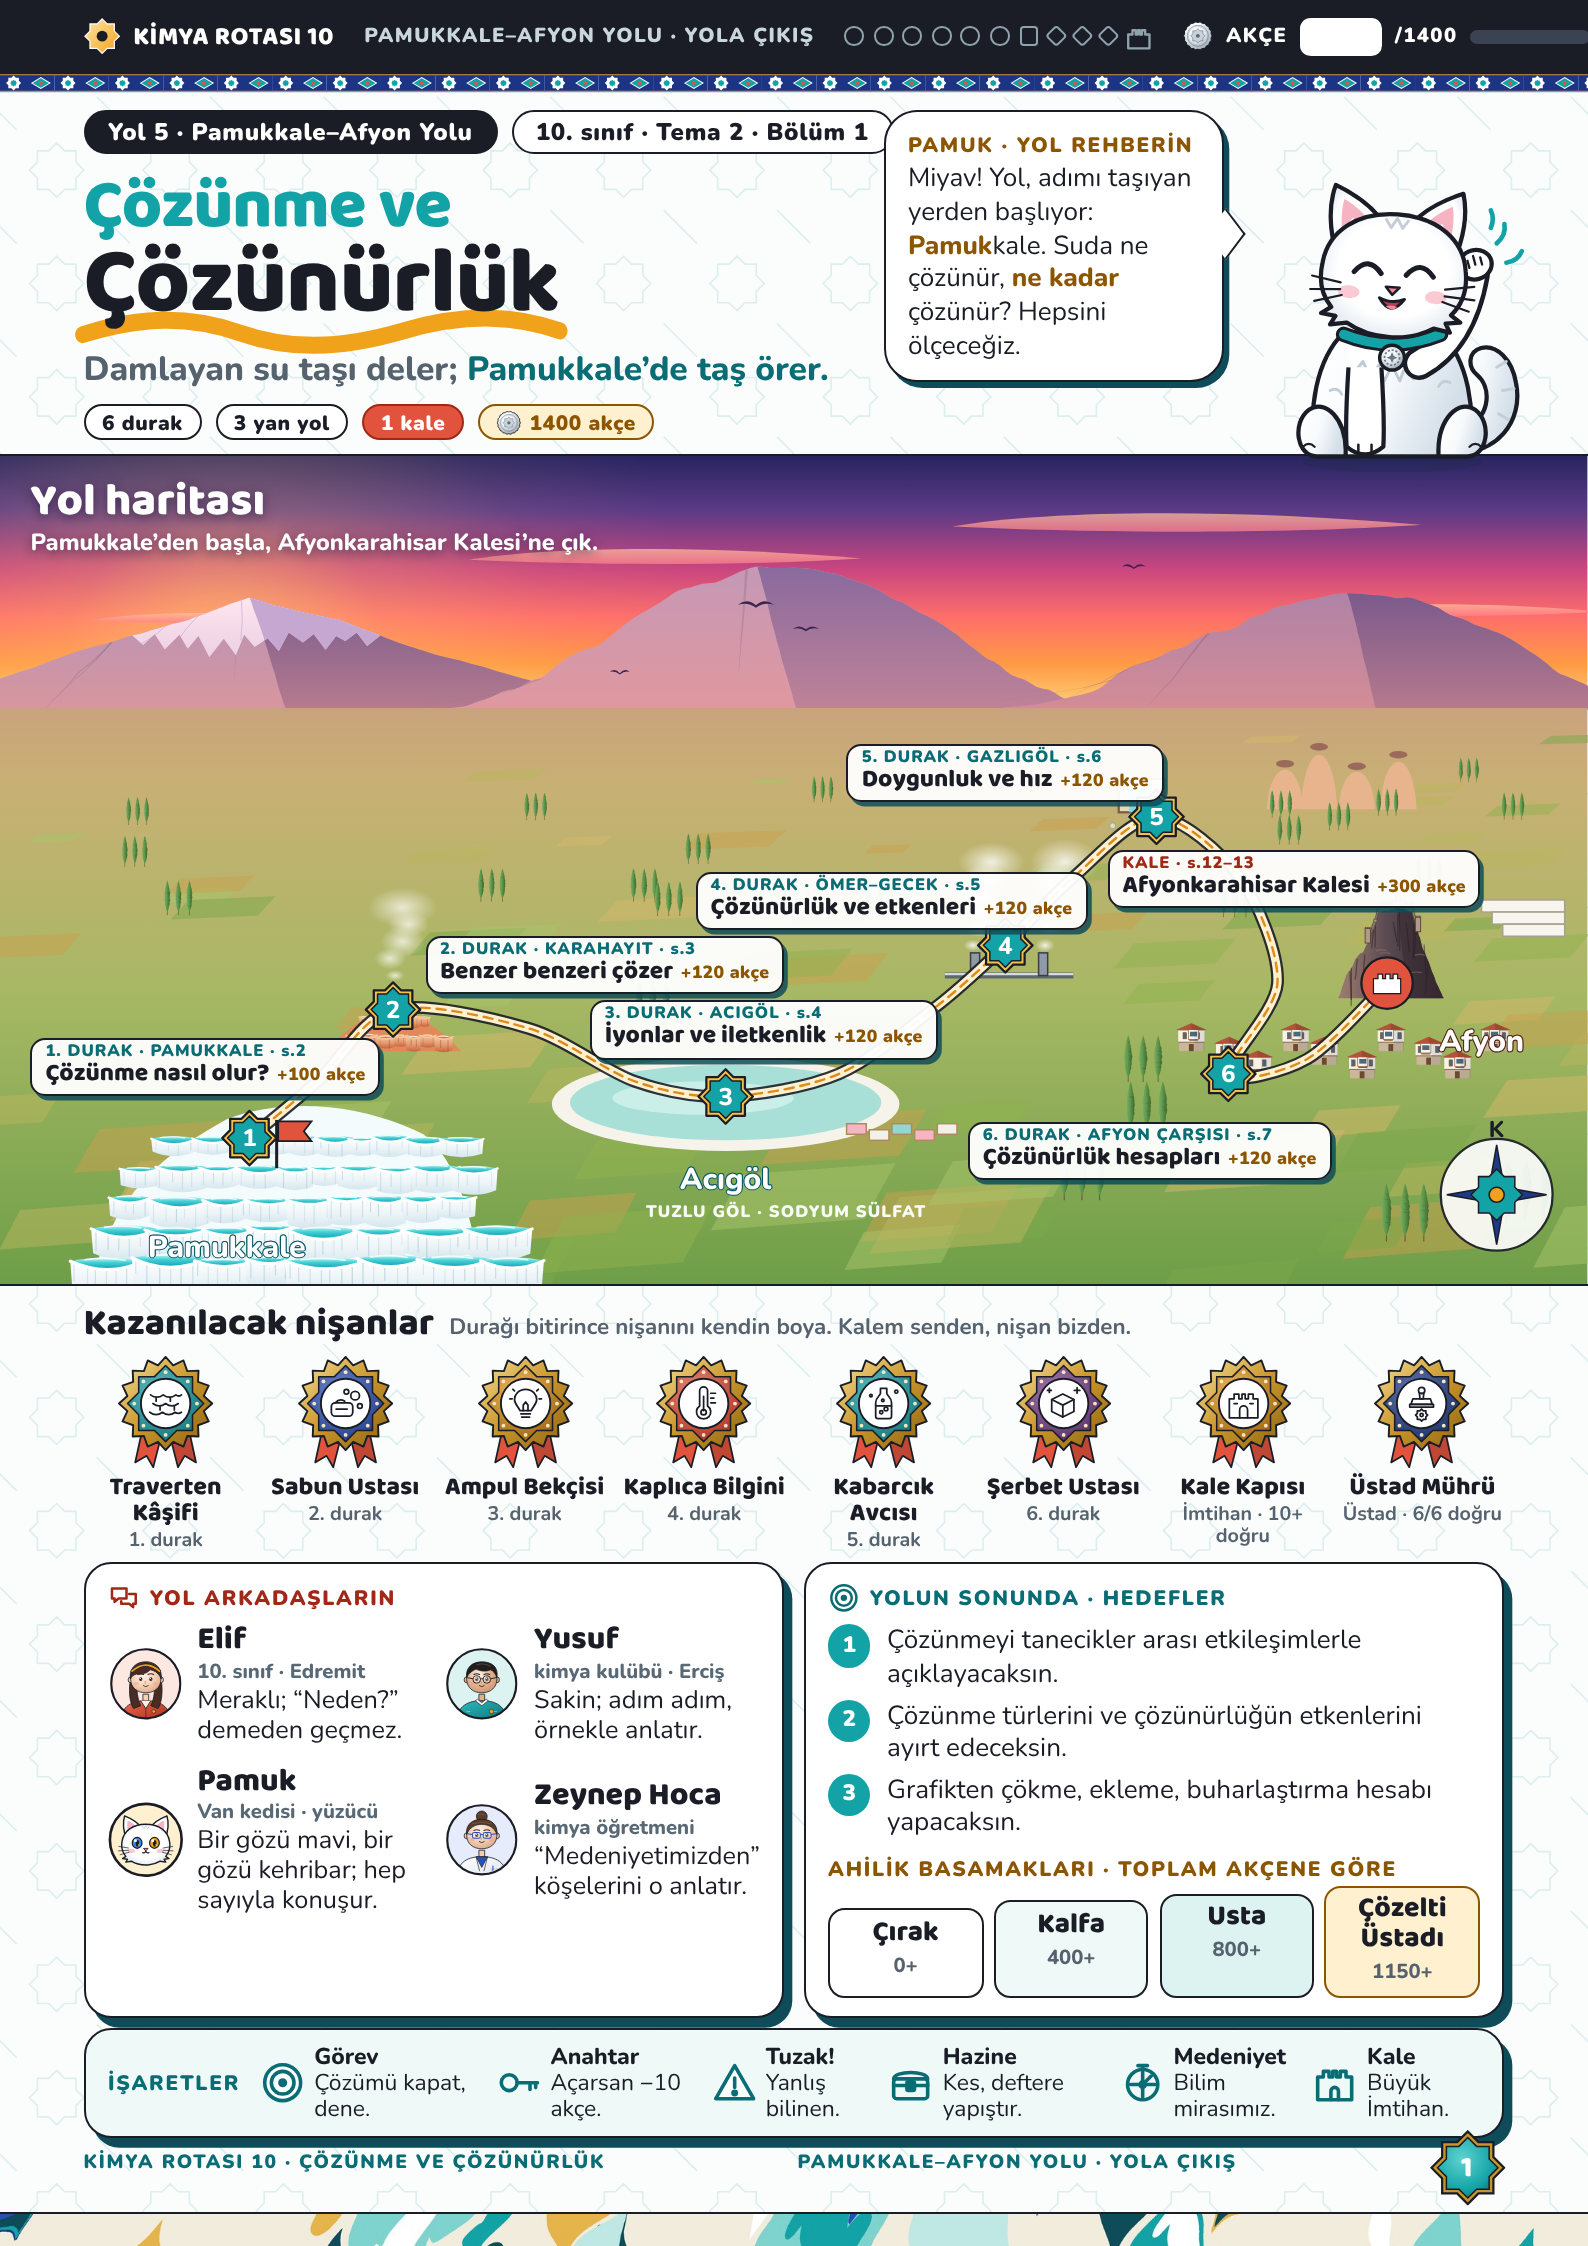 KİMYA ROTASI 10
PAMUKKALE–AFYON YOLU · YOLA ÇIKIŞ
AKÇE
/1400
Yol 5 · Pamukkale–Afyon Yolu
10. sınıf · Tema 2 · Bölüm 1
Çözünme ve
Çözünürlük
Damlayan su taşı deler; Pamukkale’de taş örer.
6 durak
3 yan yol
1 kale
1400 akçe
PAMUK · YOL REHBERİN
Miyav! Yol, adımı taşıyan
yerden başlıyor:
Pamukkale. Suda ne
çözünür, ne kadar
çözünür? Hepsini
ölçeceğiz.
Yol haritası
Pamukkale’den başla, Afyonkarahisar Kalesi’ne çık.
5. DURAK · GAZLIGÖL · s.6
Doygunluk ve hız +120 akçe
5
KALE · s.12–13
Afyonkarahisar Kalesi +300 akçe
4. DURAK · ÖMER–GECEK · s.5
Çözünürlük ve etkenleri +120 akçe
4
2. DURAK · KARAHAYIT · s.3
Benzer benzeri çözer +120 akçe
2
3. DURAK · ACIGÖL · s.4
İyonlar ve iletkenlik +120 akçe
3
1. DURAK · PAMUKKALE · s.2
Çözünme nasıl olur? +100 akçe
1
Afyon
6
6. DURAK · AFYON ÇARŞISI · s.7
Çözünürlük hesapları +120 akçe
K
Acıgöl
TUZLU GÖL · SODYUM SÜLFAT
Pamukkale
Kazanılacak nişanlar
Durağı bitirince nişanını kendin boya. Kalem senden, nişan bizden.
Traverten
Kâşifi
1. durak
Sabun Ustası
2. durak
Ampul Bekçisi
3. durak
Kaplıca Bilgini
4. durak
Kabarcık
Avcısı
5. durak
Şerbet Ustası
6. durak
Kale Kapısı
İmtihan · 10+
doğru
Üstad Mührü
Üstad · 6/6 doğru
YOL ARKADAŞLARIN
Elif
10. sınıf · Edremit
Meraklı; “Neden?”
demeden geçmez.
Yusuf
kimya kulübü · Erciş
Sakin; adım adım,
örnekle anlatır.
Pamuk
Van kedisi · yüzücü
Bir gözü mavi, bir
gözü kehribar; hep
sayıyla konuşur.
Zeynep Hoca
kimya öğretmeni
“Medeniyetimizden”
köşelerini o anlatır.
YOLUN SONUNDA · HEDEFLER
1
Çözünmeyi tanecikler arası etkileşimlerle
açıklayacaksın.
2
Çözünme türlerini ve çözünürlüğün etkenlerini
ayırt edeceksin.
3
Grafikten çökme, ekleme, buharlaştırma hesabı
yapacaksın.
AHİLİK BASAMAKLARI · TOPLAM AKÇENE GÖRE
Çırak
0+
Kalfa
400+
Usta
800+
Çözelti
Üstadı
1150+
İŞARETLER
Görev
Çözümü kapat,
dene.
Anahtar
Açarsan −10
akçe.
Tuzak!
Yanlış
bilinen.
Hazine
Kes, deftere
yapıştır.
Medeniyet
Bilim
mirasımız.
Kale
Büyük
İmtihan.
KİMYA ROTASI 10 · ÇÖZÜNME VE ÇÖZÜNÜRLÜK
PAMUKKALE–AFYON YOLU · YOLA ÇIKIŞ
1